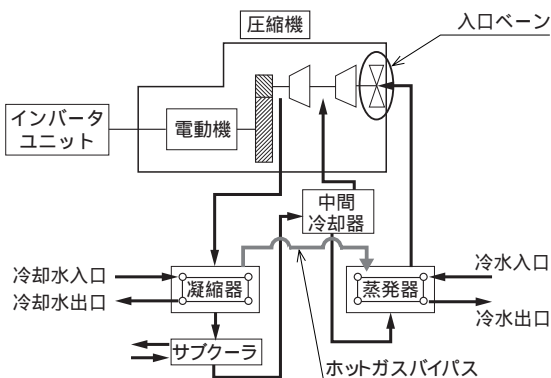 圧縮機
入口ベーン
インバータ
ユニット
電動機
中間
冷却器
冷却水入口
冷却水出口
凝縮器
蒸発器
冷水入口
冷水出口
サブクーラ
ホットガスバイパス